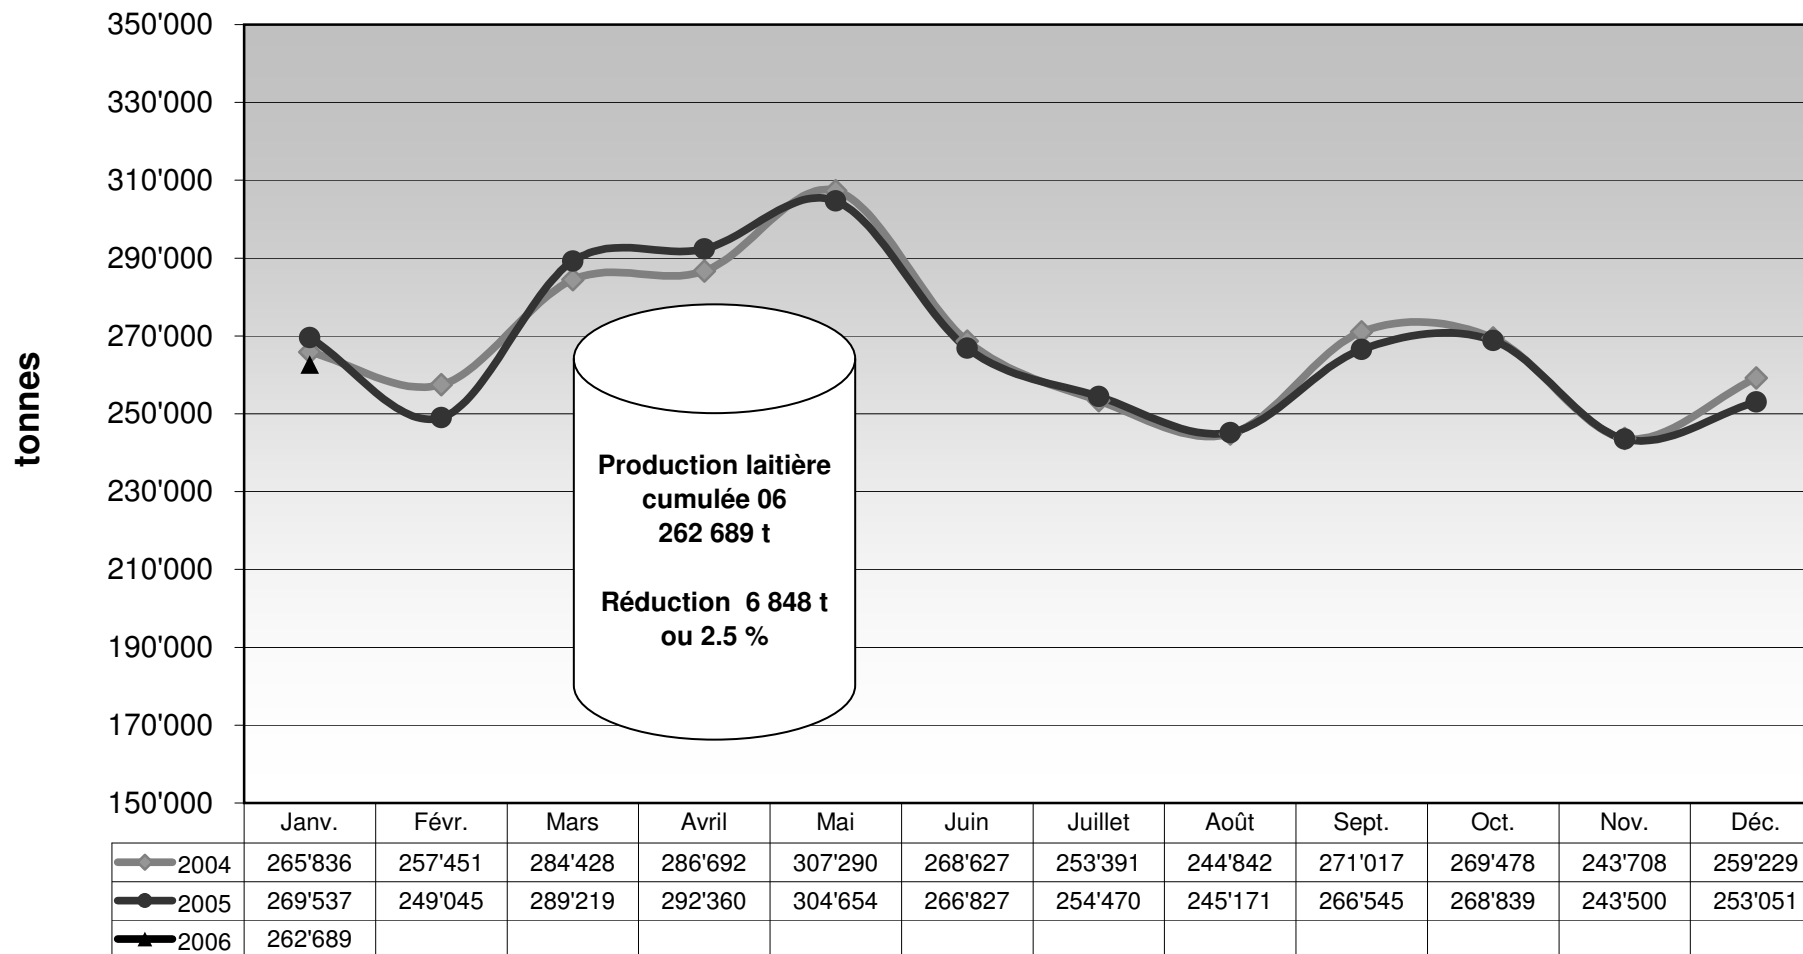 350'000
330'000
310'000
290'000
270'000
250'000
230'000
210'000
190'000
170'000
150'000
tonnes
Production laitière
cumulée 06
262 689 t
Réduction 6 848 t
ou 2.5 %
Janv. Févr. Mars Avril Mai Juin Juillet Août Sept. Oct. Nov. Déc.
2004 265'836 257'451 284'428 286'692 307'290 268'627 253'391 244'842 271'017 269'478 243'708 259'229
2005 269'537 249'045 289'219 292'360 304'654 266'827 254'470 245'171 266'545 268'839 243'500 253'051
2006 262'689